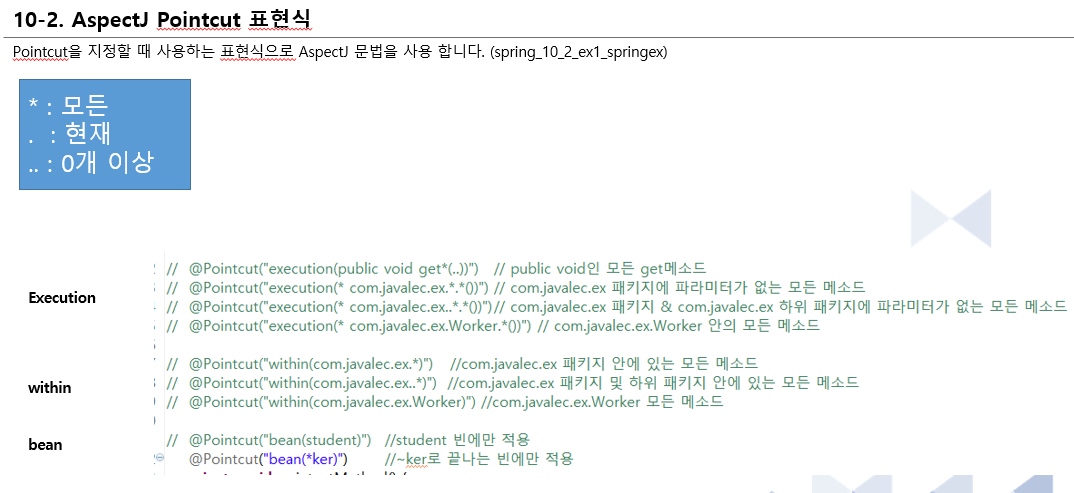 10-2. AspectJ Pointcut 표현식
Pointcut을 지정할 때 사용하는 표현식으로 AspectJ 문법을 사용 합니다. (spring_10_2_ex1_springex)
* : 모든
. : 현재
.. : 0개 이상
Execution
// @Pointcut("execution(public void get*(..))") // public void인 모든 get메소드
// @Pointcut("execution(* com.javalec.ex.*.*())") // com.javalec.ex 패키지에 파라미터가 없는 모든 메소드
// @Pointcut("execution(* com.javalec.ex..*.*())") // com.javalec.ex 패키지 & com.javalec.ex 하위 패키지에 파라미터가 없는 모든 메소드
// @Pointcut("execution(* com.javalec.ex.Worker.*())") // com.javalec.ex.Worker 안의 모든 메소드
within
// @Pointcut("within(com.javalec.ex.*)") //com.javalec.ex 패키지 안에 있는 모든 메소드
// @Pointcut("within(com.javalec.ex..*)") //com.javalec.ex 패키지 및 하위 패키지 안에 있는 모든 메소드
// @Pointcut("within(com.javalec.ex.Worker)") //com.javalec.ex.Worker 모든 메소드
bean
// @Pointcut("bean(student)") //student 빈에만 적용
@Pointcut("bean(*ker)") //~ker로 끝나는 빈에만 적용